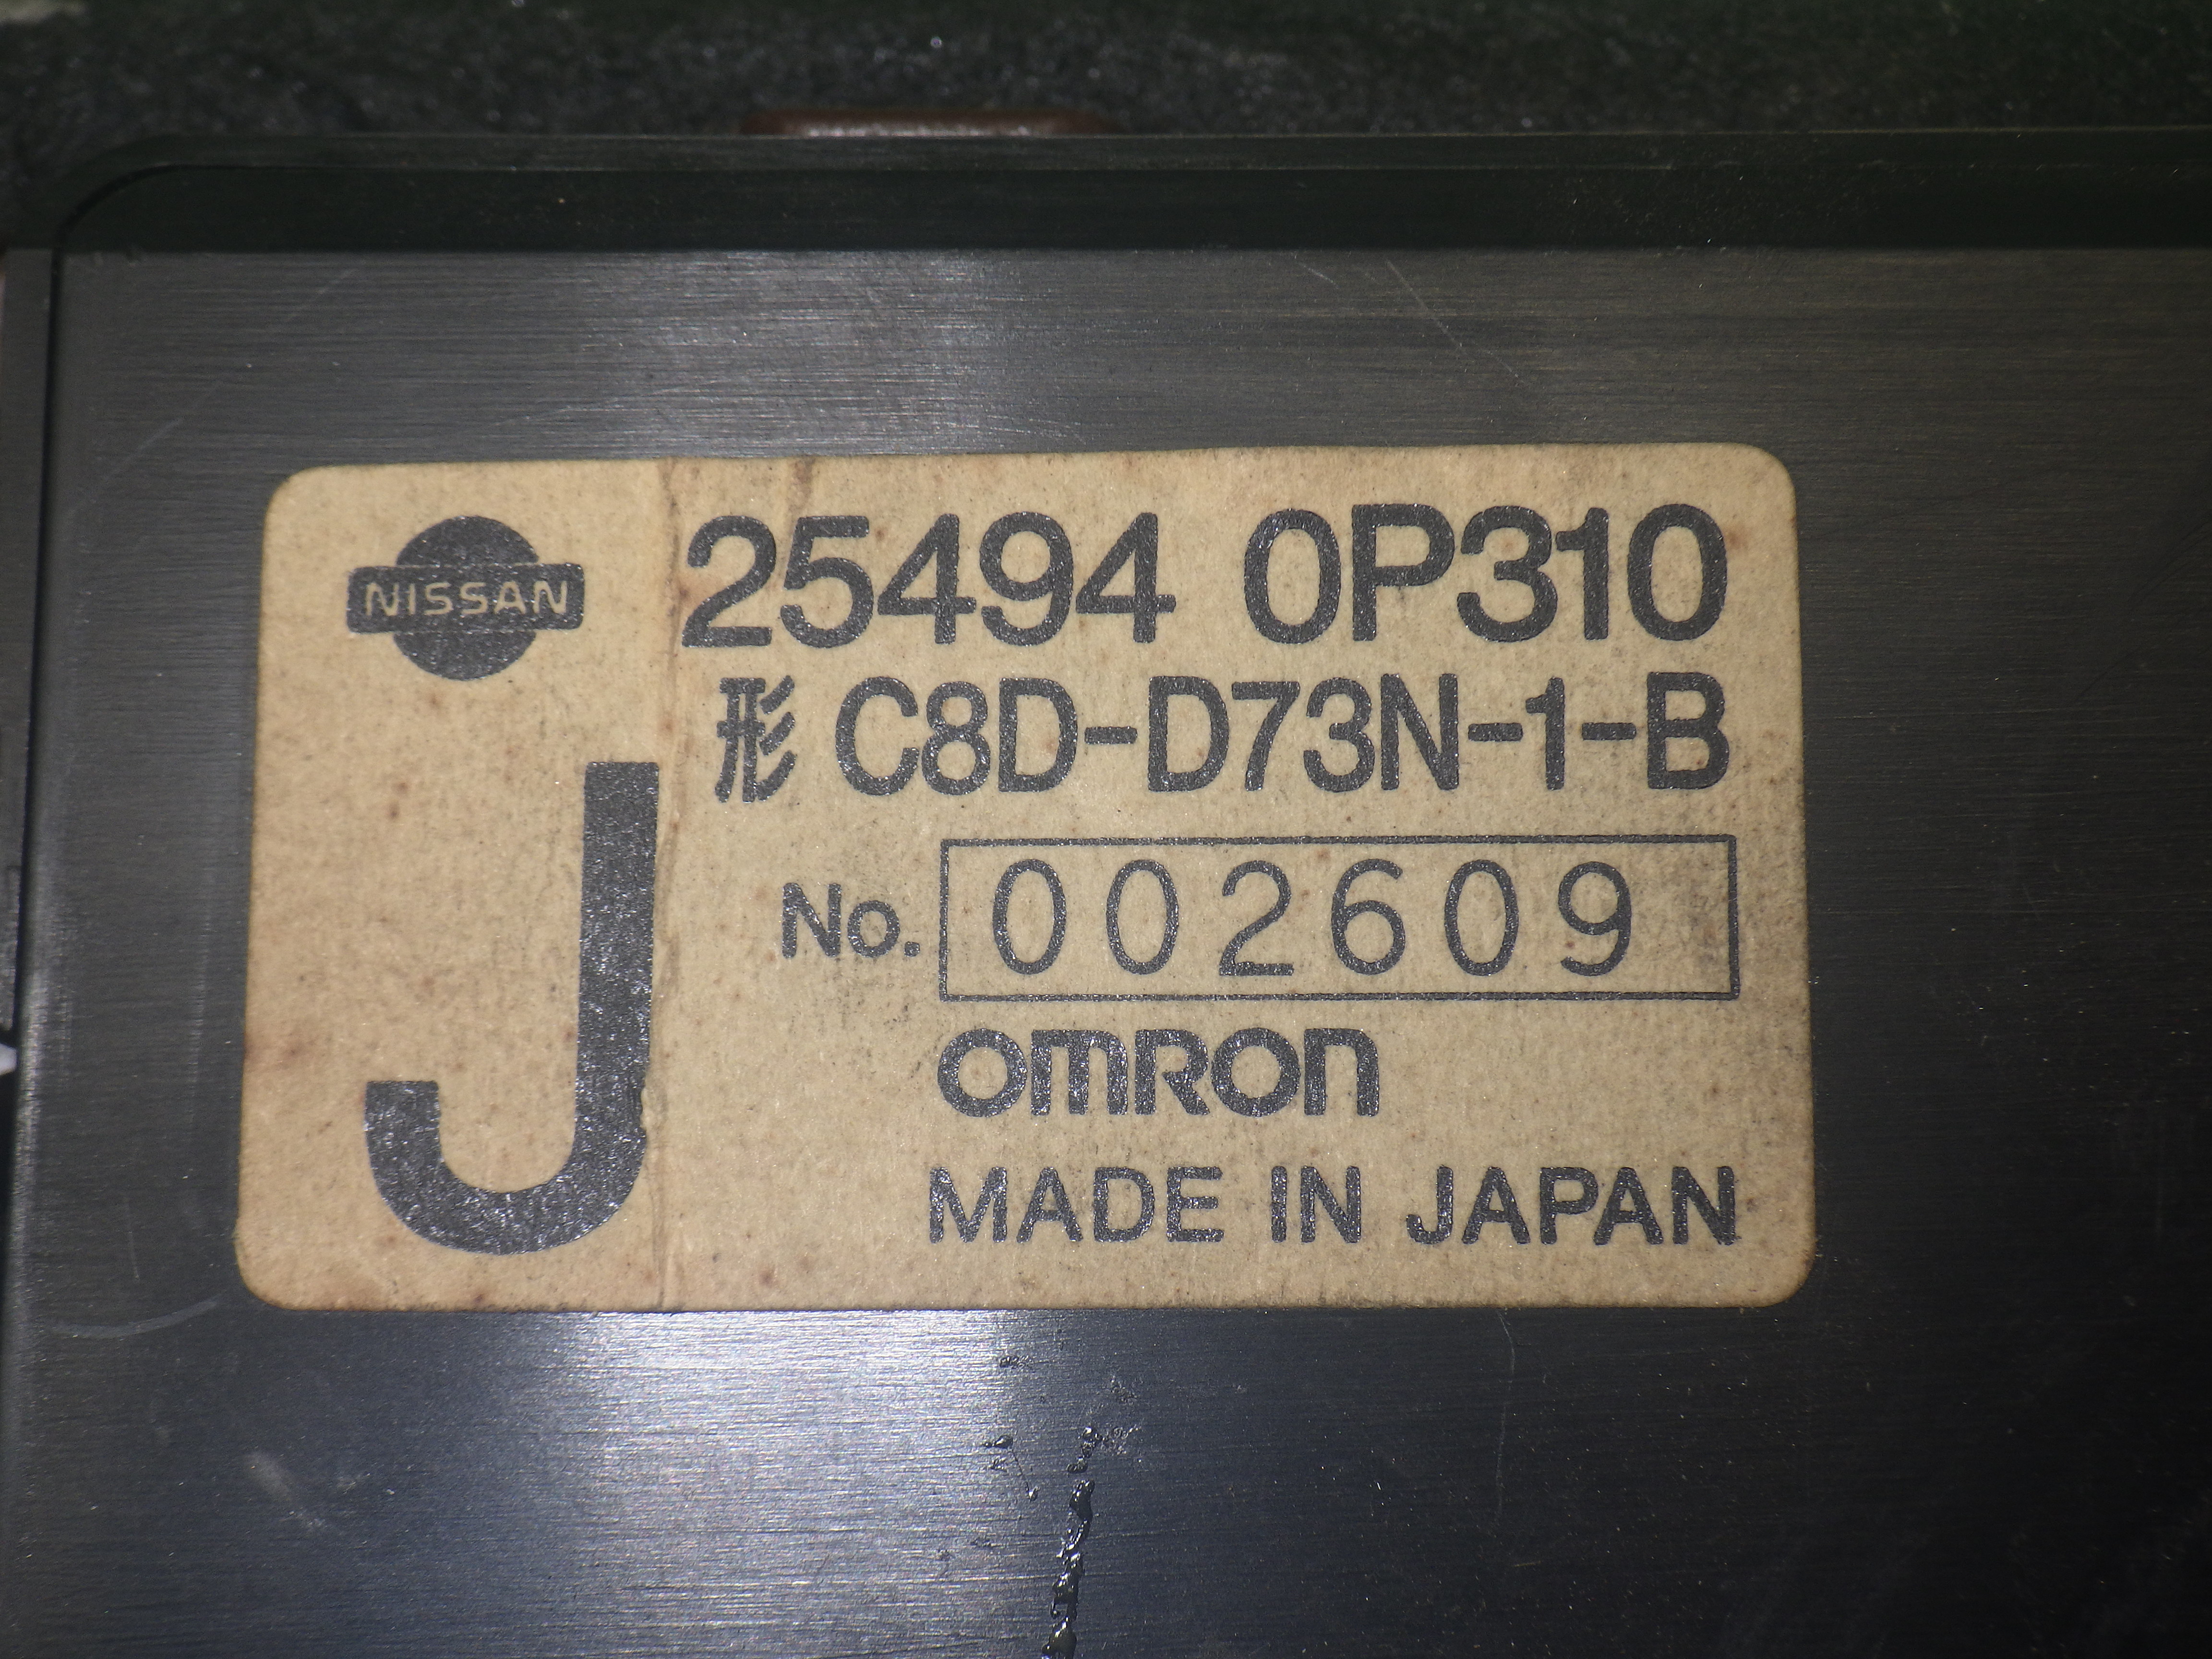 NISSAN
25494 0P310
形 C8D-D73N-1-B
J
No. 002609
omron
MADE IN JAPAN